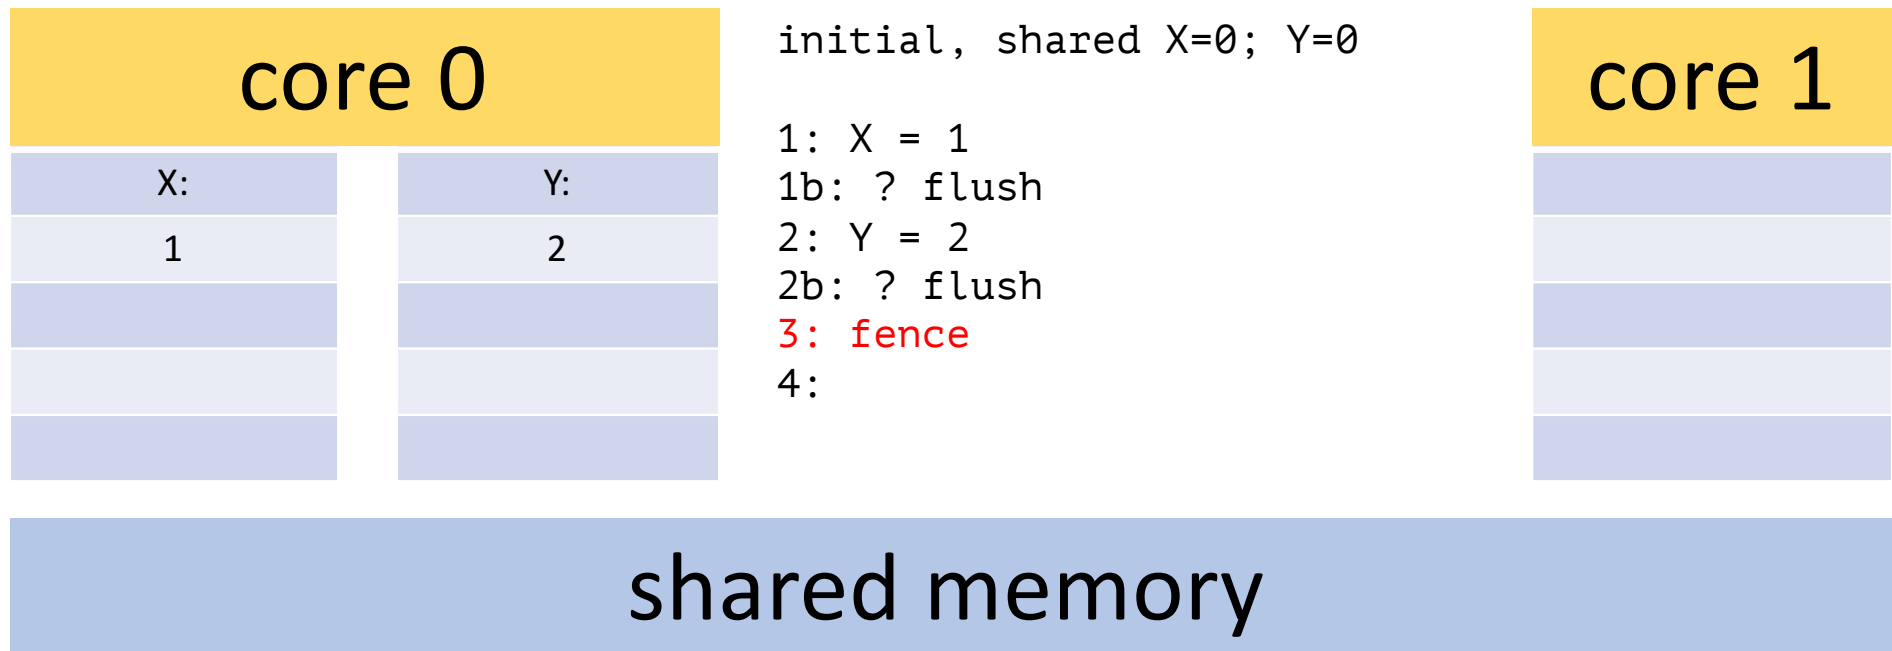 core 0
X:
1
Y:
2
initial, shared X=0; Y=0
1: X = 1
1b: ? flush
2: Y = 2
2b: ? flush
3: fence
4:
core 1
shared memory